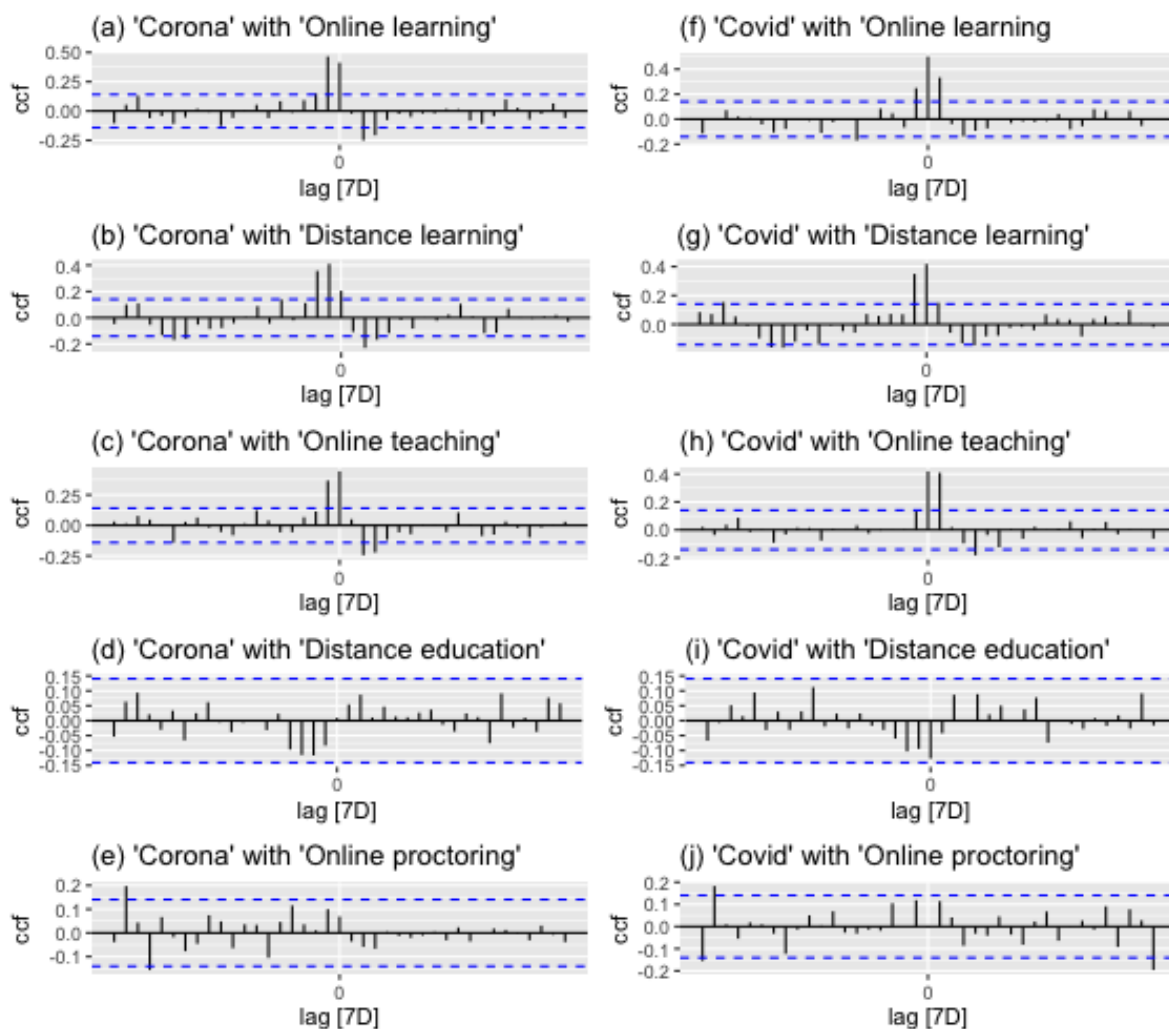 (a) 'Corona' with 'Online learning'
0.50
0.25
0.00
-0.25
ccf
0
lag [7D]
(f) 'Covid' with 'Online learning
0.4
0.2
0.0
-0.2
ccf
0
lag [7D]
(b) 'Corona' with 'Distance learning'
0.4
0.2
0.0
-0.2
ccf
0
lag [7D]
(g) 'Covid' with 'Distance learning'
0.4
0.2
0.0
ccf
0
lag [7D]
(c) 'Corona' with 'Online teaching'
0.25
0.00
-0.25
ccf
0
lag [7D]
(h) 'Covid' with 'Online teaching'
0.4
0.2
0.0
-0.2
ccf
0
lag [7D]
(d) 'Corona' with 'Distance education'
0.15
0.10
0.05
0.00
-0.05
-0.10
-0.15
ccf
0
lag [7D]
(i) 'Covid' with 'Distance education'
0.15
0.10
0.05
0.00
-0.05
-0.10
-0.15
ccf
0
lag [7D]
(e) 'Corona' with 'Online proctoring'
0.2
0.1
0.0
-0.1
ccf
0
lag [7D]
(j) 'Covid' with 'Online proctoring'
0.2
0.1
0.0
-0.1
-0.2
ccf
0
lag [7D]